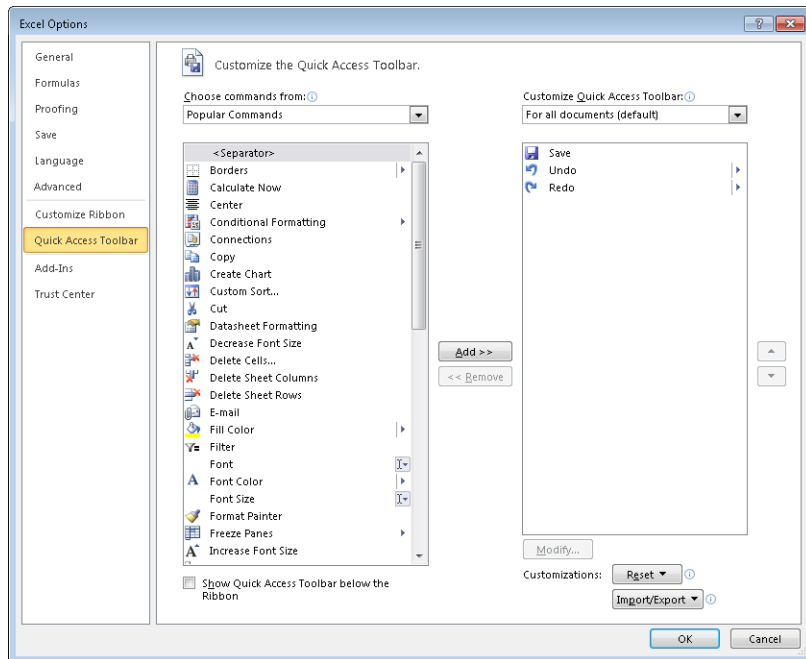 Excel Options
General
Formulas
Proofing
Save
Language
Advanced
Customize Ribbon
Quick Access Toolbar
Add-Ins
Trust Center
Customize the Quick Access Toolbar.
Choose commands from:
Popular Commands
<Separator>
Borders
Calculate Now
Center
Conditional Formatting
Connections
Copy
Create Chart
Custom Sort...
Cut
Datasheet Formatting
Decrease Font Size
Delete Cells...
Delete Sheet Columns
Delete Sheet Rows
E-mail
Fill Color
Filter
Font
Font Color
Font Size
Format Painter
Freeze Panes
Increase Font Size
Show Quick Access Toolbar below the
Ribbon
Add >>
<< Remove
Customize Quick Access Toolbar:
For all documents (default)
Save
Undo
Redo
Modify...
Customizations:
Reset
Import/Export
OK
Cancel